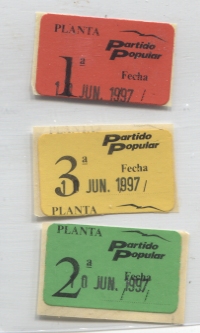 PLANTA
Partido
Popular
1ª
Fecha
1 JUN. 1997
Partido
Popular
3ª
Fecha
1 JUN. 1997
PLANTA
PLANTA
Partido
Popular
2ª
Fecha
10 JUN. 1997